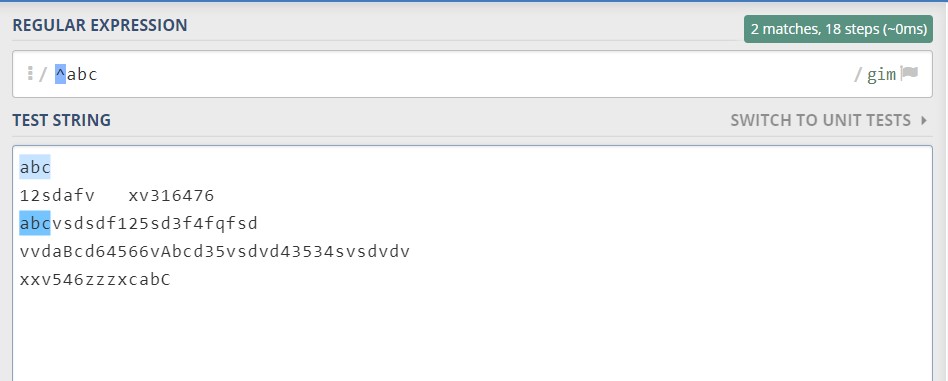 REGULAR EXPRESSION
2 matches, 18 steps (~0ms)
/ ^abc / gim
TEST STRING
SWITCH TO UNIT TESTS
abc
12sdafv   xv316476
abcvsdsdf125sd3f4fqfsd
vvdaBcd64566vAbcd35vsdvd43534svsdvdv
xxv546zzzxcabC